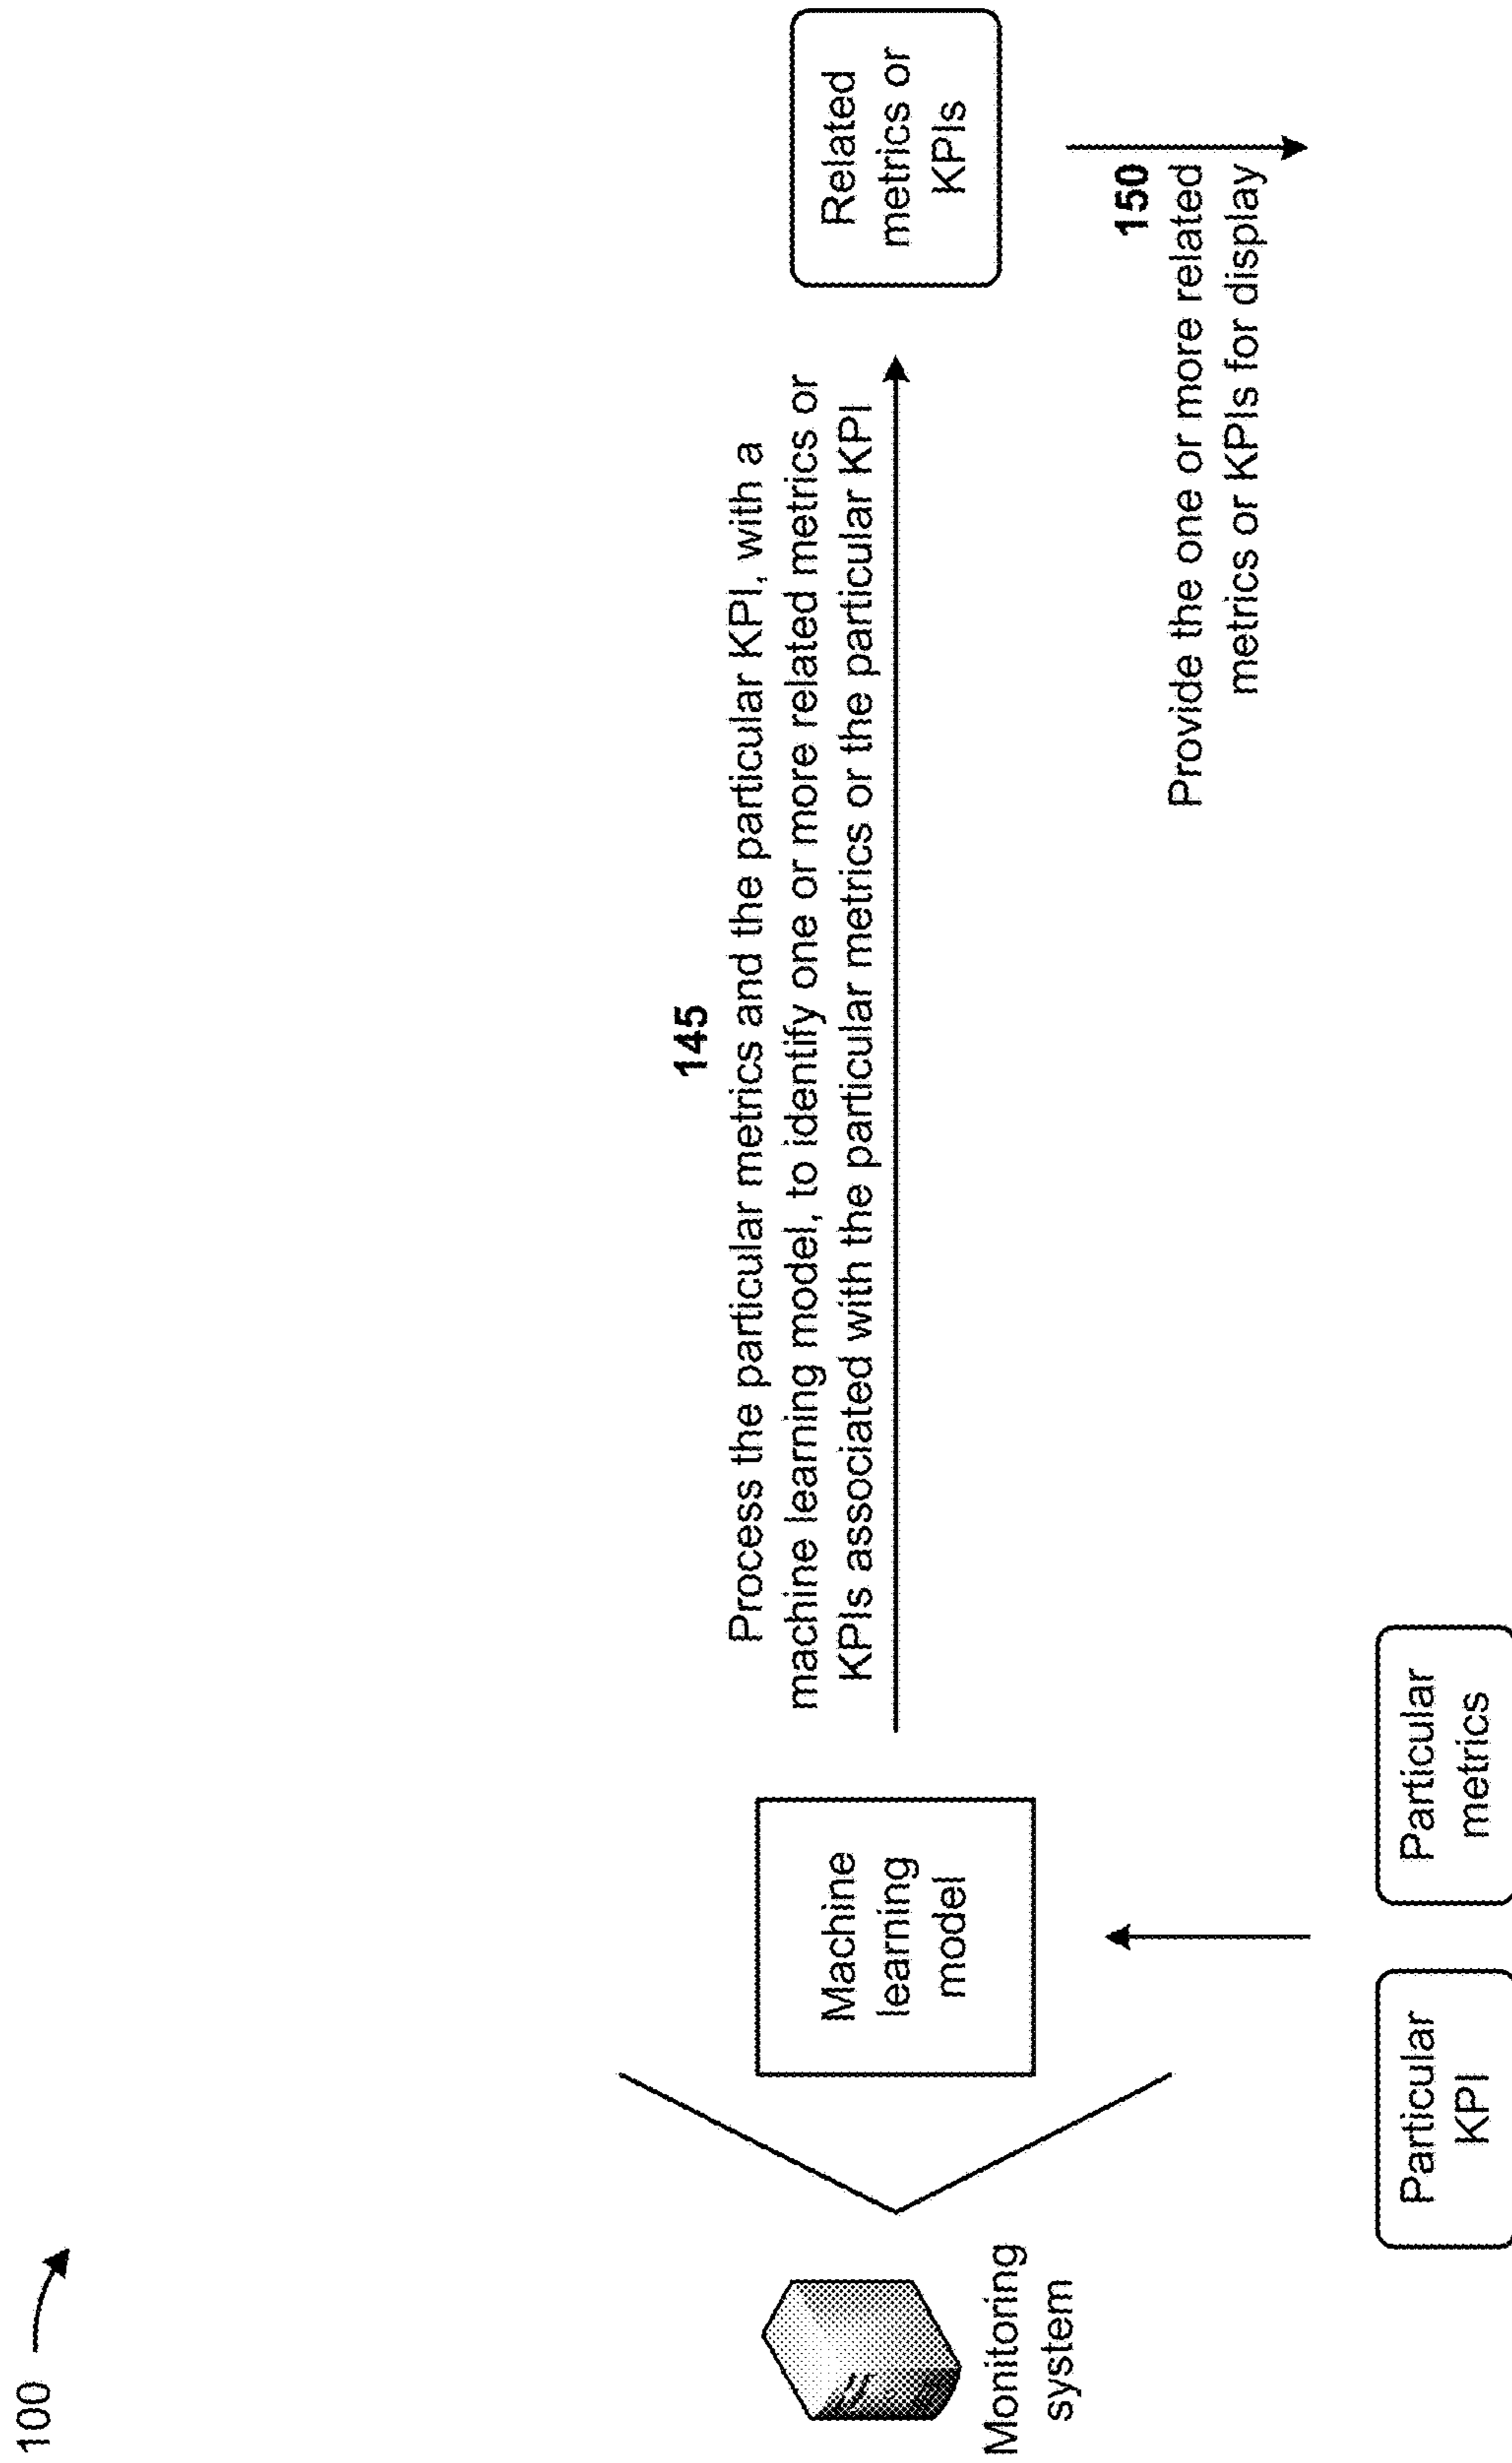 100
145
Process the particular metrics and the particular KPI, with a
machine learning model, to identify one or more related metrics or
KPIs associated with the particular metrics or the particular KPI
Monitoring
system
Machine
learning
model
Related
metrics or
KPIs
150
Provide the one or more related
metrics or KPIs for display
Particular
KPI
Particular
metrics